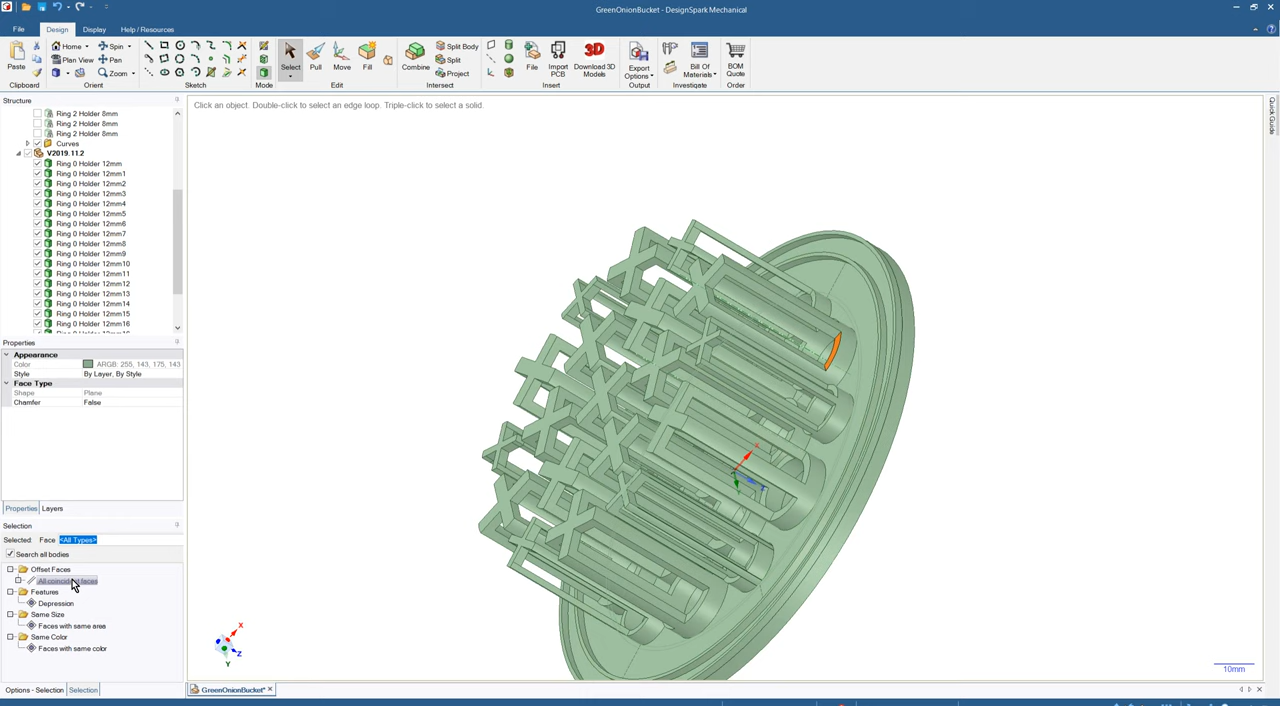 GreenOnionBucket - DesignSpark Mechanical
File Design Display Help / Resources
Paste
Home Spin
Plan View Pan
Zoom
Select Pull Move Fill
Combine
Split Body
Split
Project
File Import PCB Download 3D Models
Export Options
Bill Of Materials
BOM Quote
Clipboard Orient Sketch Mode Edit Intersect Insert Output Investigate Order
Structure
Click an object. Double-click to select an edge loop. Triple-click to select a solid.
Quick Guide
Ring 2 Holder 8mm
Ring 2 Holder 8mm
Ring 2 Holder 8mm
Curves
V2019.11.2
Ring 0 Holder 12mm
Ring 0 Holder 12mm1
Ring 0 Holder 12mm2
Ring 0 Holder 12mm3
Ring 0 Holder 12mm4
Ring 0 Holder 12mm5
Ring 0 Holder 12mm6
Ring 0 Holder 12mm7
Ring 0 Holder 12mm8
Ring 0 Holder 12mm9
Ring 0 Holder 12mm10
Ring 0 Holder 12mm11
Ring 0 Holder 12mm12
Ring 0 Holder 12mm13
Ring 0 Holder 12mm14
Ring 0 Holder 12mm15
Ring 0 Holder 12mm16
Properties
Appearance
Color ARGB: 255, 143, 175, 143
Style By Layer, By Style
Face Type
Shape Plane
Chamfer False
Properties Layers
Selection
Selected: Face <All Types>
Search all bodies
Offset Faces
All coincident faces
Features
Depression
Same Size
Faces with same area
Same Color
Faces with same color
X
Z
Y
10mm
Options - Selection Selection
GreenOnionBucket*